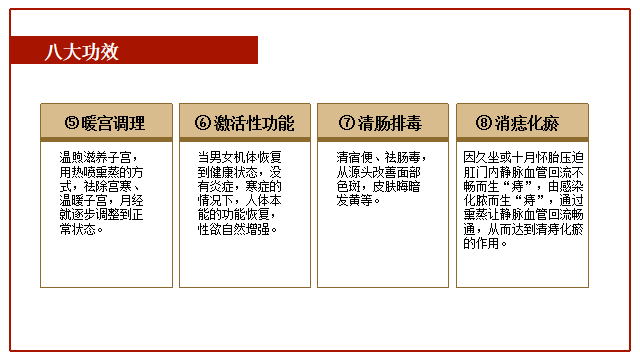 八大功效
⑤暖宫调理
温煦滋养子宫，
用热喷熏蒸的方
式，祛除宫寒、
温暖子宫，月经
就逐步调整到正
常状态。
⑥ 激活性功能
当男女机体恢复
到健康状态，没
有炎症，寒症的
情况下，人体本
能的功能恢复，
性欲自然增强。
⑦ 清肠排毒
清宿便、祛肠毒，
从源头改善面部
色斑，皮肤晦暗
发黄等。
⑧ 消痣化瘀
因久坐或十月怀胎压迫
肛门内静脉血管回流不
畅而生“痔”，由感染
化脓而生“痔”，通过
熏蒸让静脉血管回流畅
通，从而达到清痔化瘀
的作用。